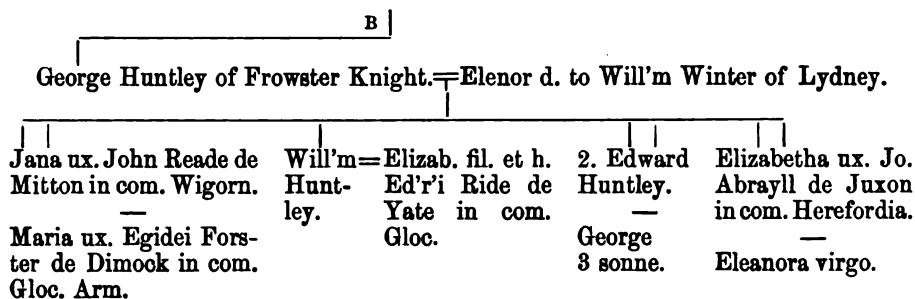 B
George Huntley of Frowster Knight.=Elenor d. to Will'm Winter of Lydney.
Jana ux. John Reade de
Mitton in com. Wigorn.
—
Maria ux. Egidei Fors-
ter de Dimock in com.
Gloc. Arm.
Will'm=Elizab. fil. et h.
Hunt- Ed'r'i Ride de
ley. Yate in com.
Gloc.
2. Edward
Huntley.
—
George
3 sonne.
Elizabetha ux. Jo.
Abrayll de Juxon
in com. Herefordia.
—
Eleanora virgo.